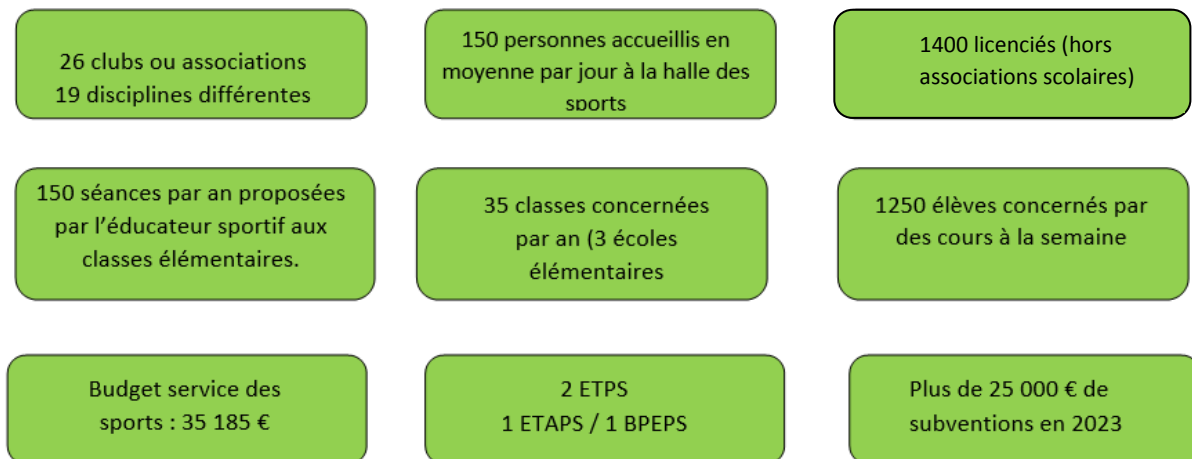 26 clubs ou associations
19 disciplines différentes
150 personnes accueillis en
moyenne par jour à la halle des
sports
1400 licenciés (hors
associations scolaires)
150 séances par an proposées
par l'éducateur sportif aux
classes élémentaires.
35 classes concernées
par an (3 écoles
élémentaires
1250 élèves concernés par
des cours à la semaine
Budget service des
sports : 35 185 €
2 ETPS
1 ETAPS / 1 BPEPS
Plus de 25 000 € de
subventions en 2023